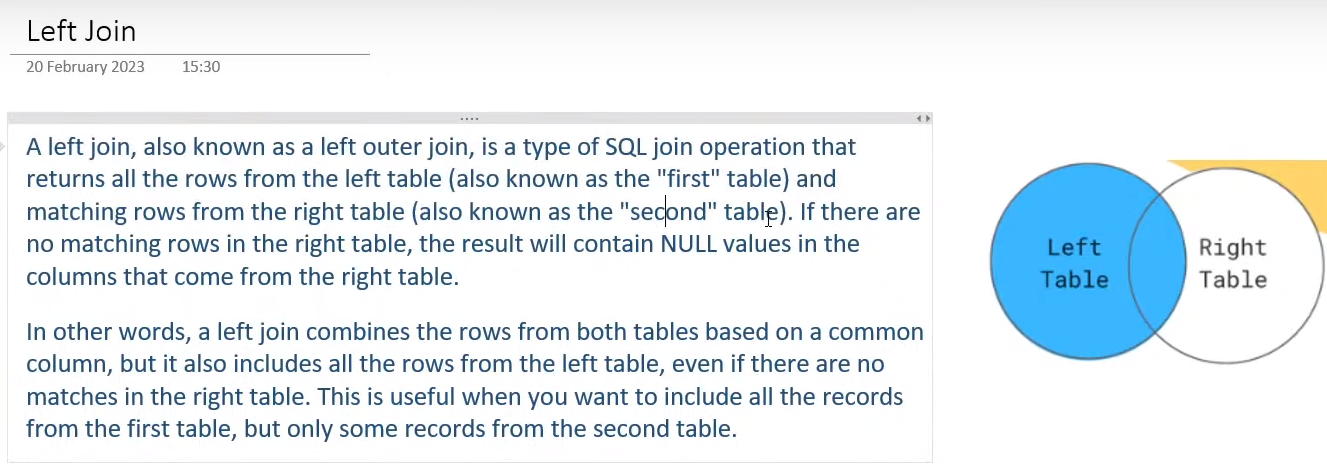 Left Join
20 February 2023 15:30
A left join, also known as a left outer join, is a type of SQL join operation that
returns all the rows from the left table (also known as the "first" table) and
matching rows from the right table (also known as the "second" table). If there are
no matching rows in the right table, the result will contain NULL values in the
columns that come from the right table.
In other words, a left join combines the rows from both tables based on a common
column, but it also includes all the rows from the left table, even if there are no
matches in the right table. This is useful when you want to include all the records
from the first table, but only some records from the second table.
Left
Table
Right
Table